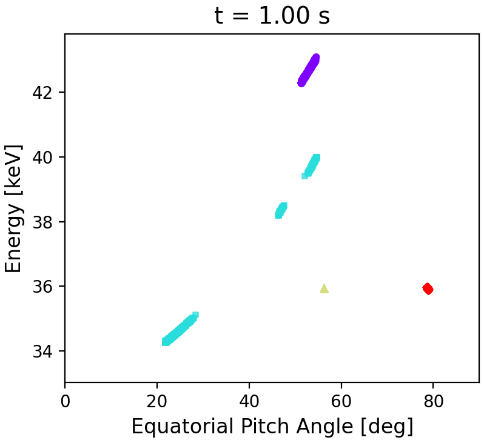 t = 1.00 s
Energy [keV]
42
40
38
36
34
0 20 40 60 80
Equatorial Pitch Angle [deg]